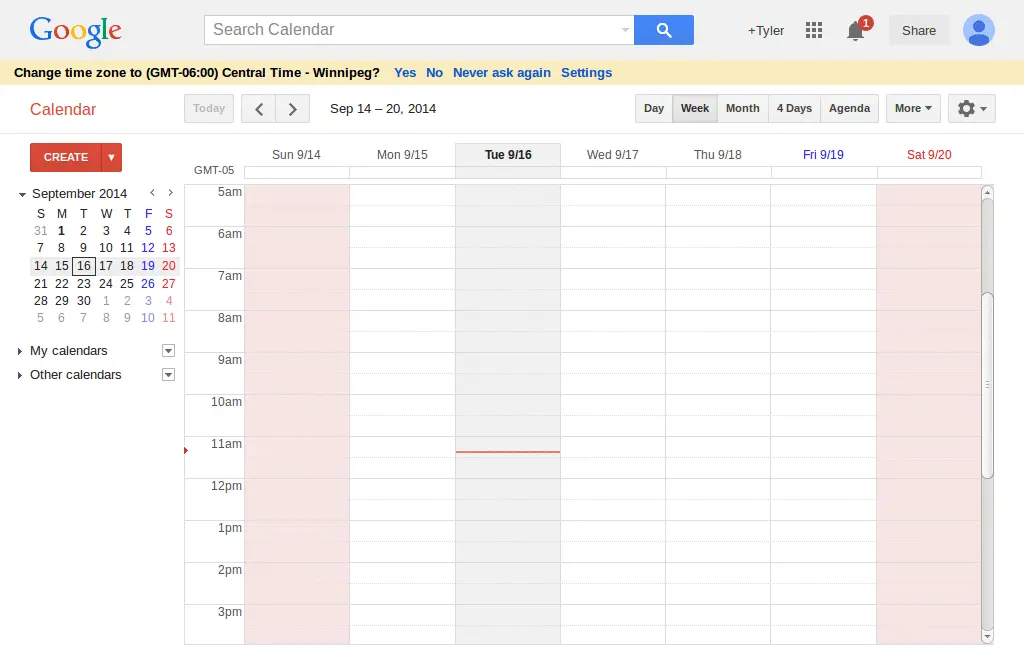 Google
Search Calendar
+Tyler
1
Share
Change time zone to (GMT-06:00) Central Time - Winnipeg? Yes No Never ask again Settings
Calendar
Today
Sep 14 – 20, 2014
Day Week Month 4 Days Agenda
More
CREATE
September 2014
S M T W T F S
31 1 2 3 4 5 6
7 8 9 10 11 12 13
14 15 16 17 18 19 20
21 22 23 24 25 26 27
28 29 30 1 2 3 4
5 6 7 8 9 10 11
My calendars
Other calendars
Sun 9/14 Mon 9/15 Tue 9/16 Wed 9/17 Thu 9/18 Fri 9/19 Sat 9/20
GMT-05
5am
6am
7am
8am
9am
10am
11am
12pm
1pm
2pm
3pm